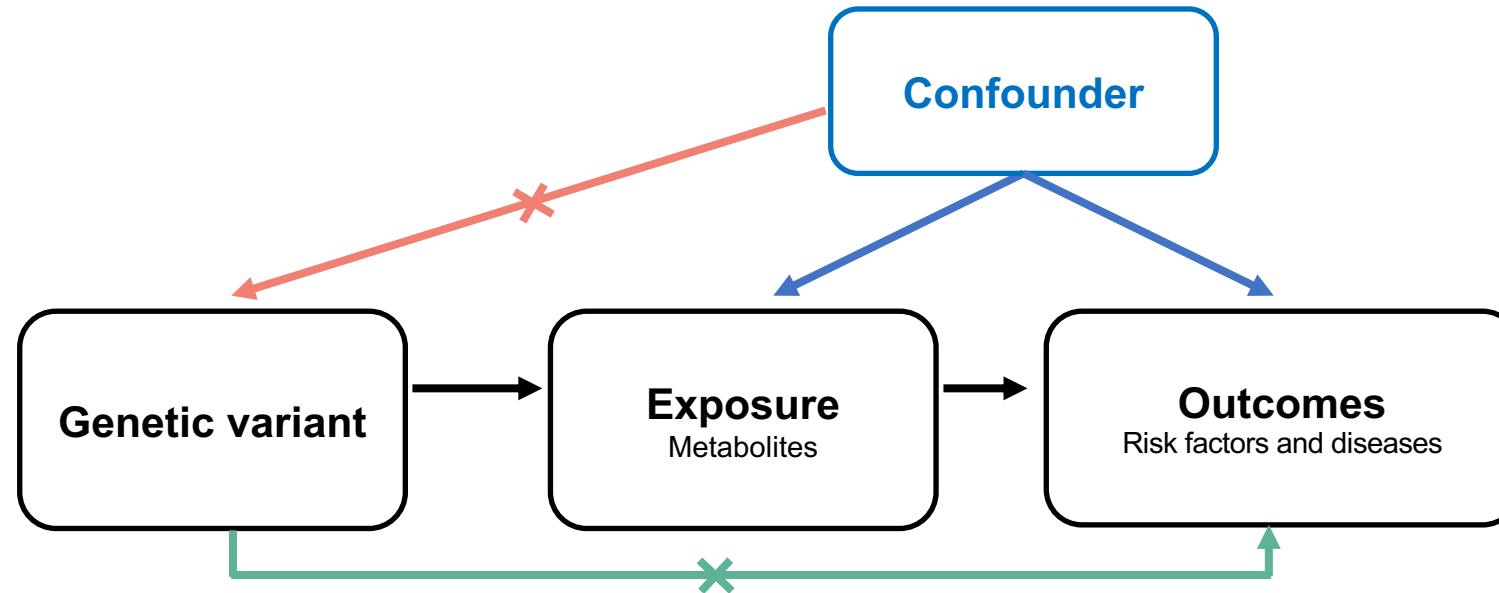 Confounder
Genetic variant
Exposure
Metabolites
Outcomes
Risk factors and diseases